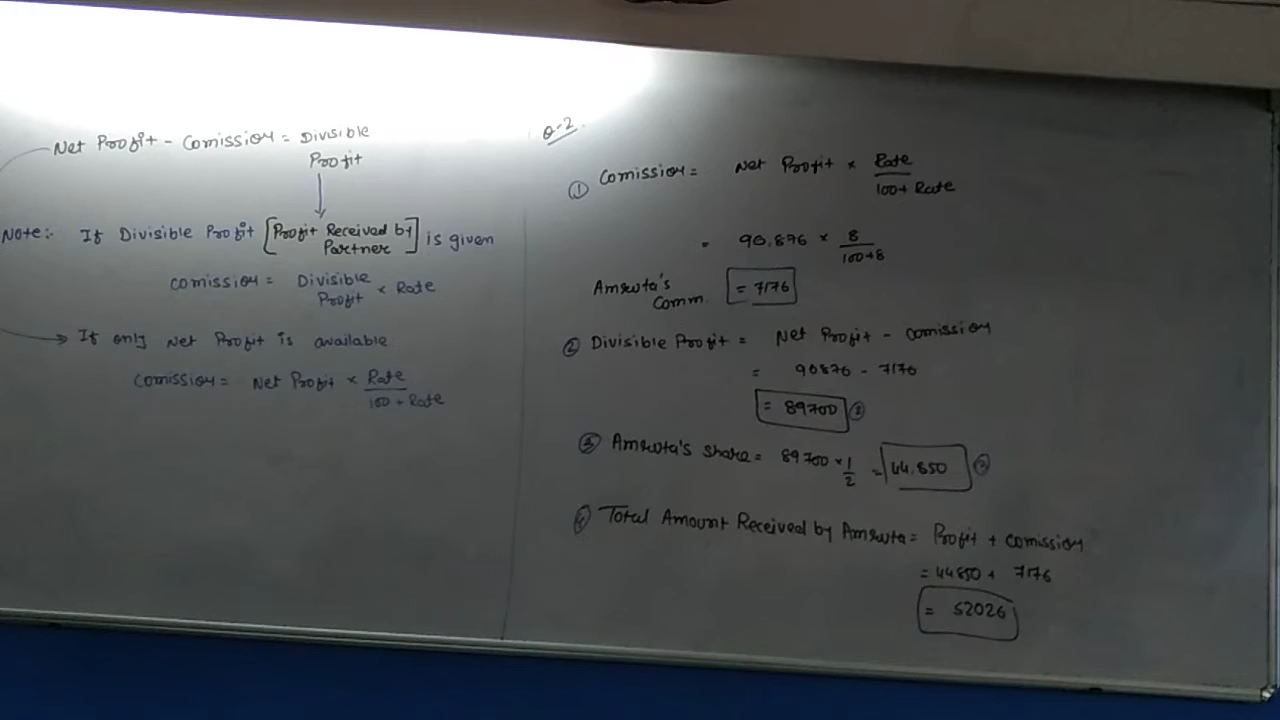 Net Profit - Comission = Divisible
Profit
Note:- If Divisible Profit [Profit Received by
Partner] is given
comission = Divisible
Profit × Rate
→ If only Net Profit is available
Comission = Net Profit × Rate
100 + Rate
Q-2
① Comission = Net Profit × Rate
100 + Rate
= 96,876 × 8
100+8
Amruta's
Comm. = 7176
② Divisible Profit = Net Profit - Comission
= 96876 - 7176
= 89700 ②
③ Amruta's share = 89700 × 1
2 = 44,850 ③
④ Total Amount Received by Amruta = Profit + comission
= 44850 + 7176
= 52026